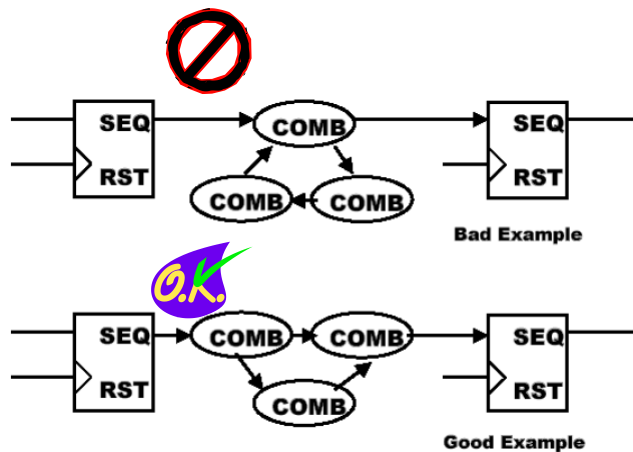 SEQ
RST
COMB
COMB
COMB
SEQ
RST
Bad Example
O.K.
SEQ
RST
COMB
COMB
COMB
SEQ
RST
Good Example